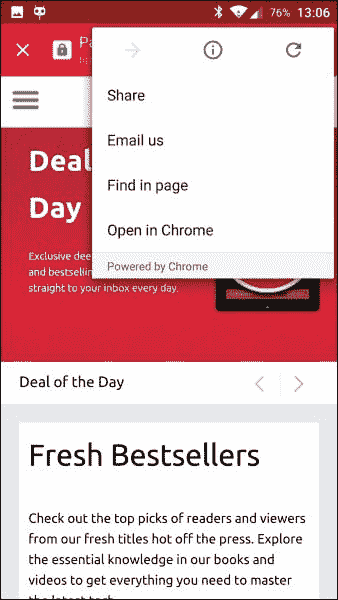 76% 13:06
Pa
Share
Email us
Find in page
Open in Chrome
Powered by Chrome
Deal
Day
Exclusive dee
and bestsellin
straight to your inbox every day.
Deal of the Day
Fresh Bestsellers
Check out the top picks of readers and viewers
from our fresh titles hot off the press. Explore
the essential knowledge in our books and
videos to get everything you need to master
the latest tech